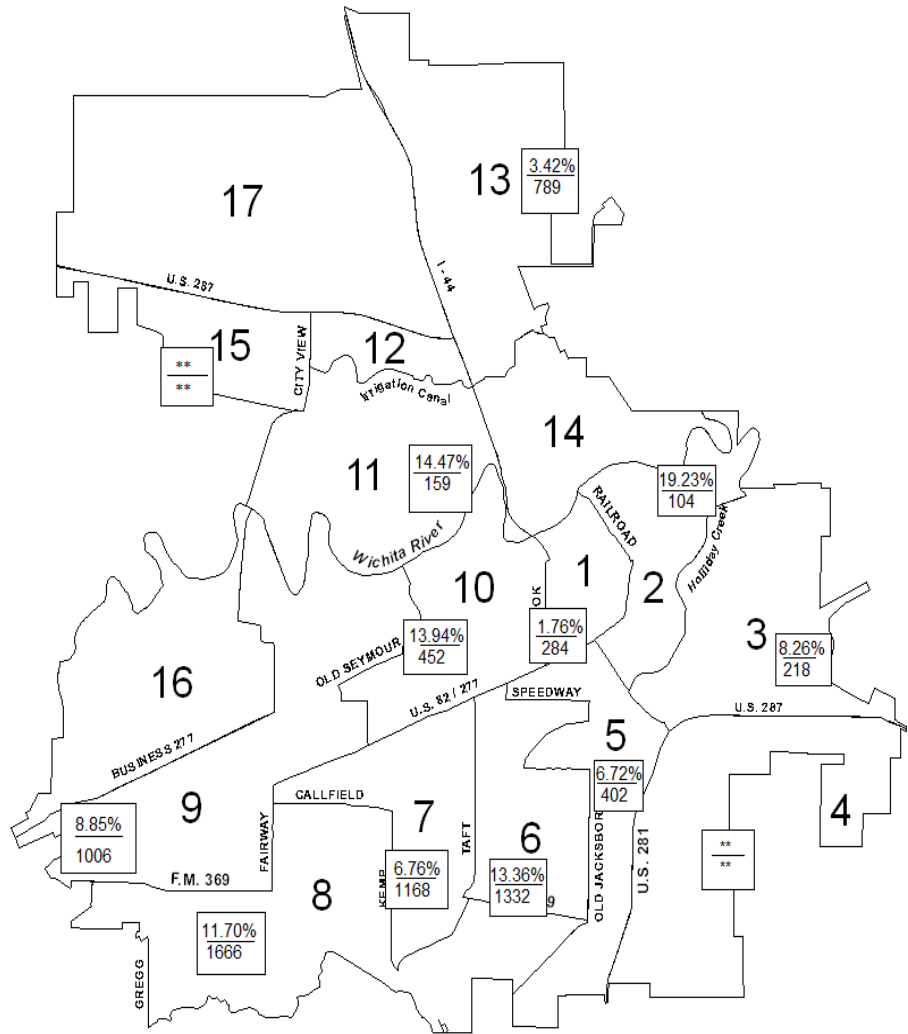 13
3.42%
789
17
I - 44
U.S. 287
15
**
**
CITY VIEW
12
Irrigation Canal
14
11
14.47%
159
19.23%
104
RAILROAD
Holliday Creek
Wichita River
10
1
2
OK
3
13.94%
452
1.76%
284
8.26%
218
OLD SEYMOUR
16
U.S. 82 / 277
SPEEDWAY
U.S. 287
5
BUSINESS 277
6.72%
402
9
CALLFIELD
7
6
4
8.85%
1006
FAIRWAY
TAFT
OLD JACKSBOR
U.S. 281
**
**
F.M. 369
8
KEMP
6.76%
1168
13.36%
1332
9
11.70%
1666
GREGG